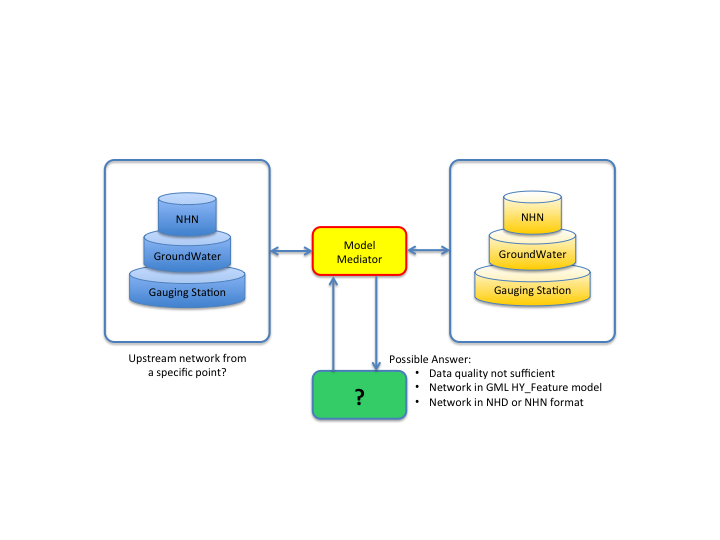 NHN
GroundWater
Gauging Station
Model
Mediator
NHN
GroundWater
Gauging Station
Upstream network from
a specific point?
?
Possible Answer:
• Data quality not sufficient
• Network in GML HY_Feature model
• Network in NHD or NHN format